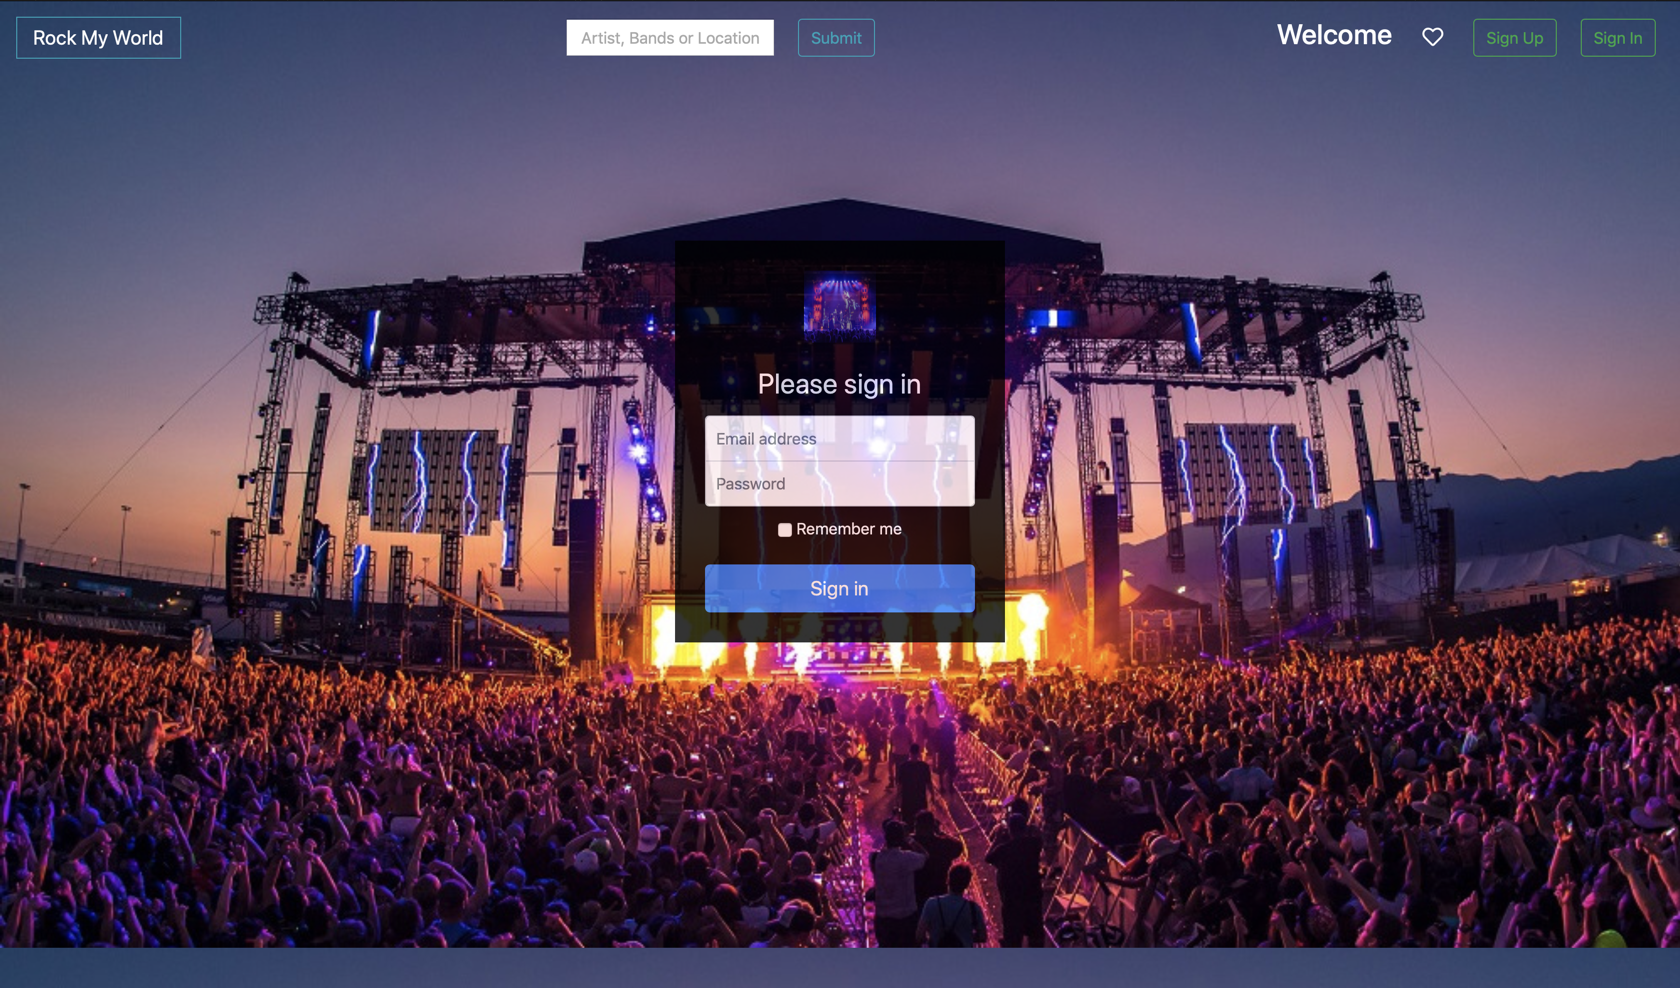 Rock My World
Artist, Bands or Location
Submit
Welcome
Sign Up
Sign In
Please sign in
Email address
Password
Remember me
Sign in